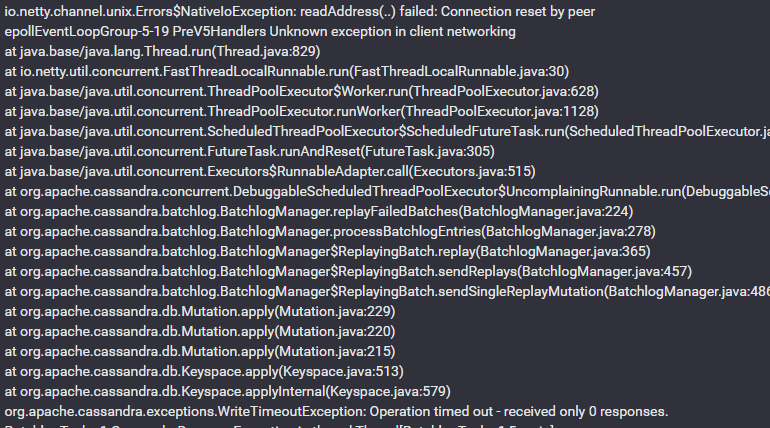 io.netty.channel.unix.Errors$NativeIoException: readAddress(..) failed: Connection reset by peer
epollEventLoopGroup-5-19 PreV5Handlers Unknown exception in client networking
at java.base/java.lang.Thread.run(Thread.java:829)
at io.netty.util.concurrent.FastThreadLocalRunnable.run(FastThreadLocalRunnable.java:30)
at java.base/java.util.concurrent.ThreadPoolExecutor$Worker.run(ThreadPoolExecutor.java:628)
at java.base/java.util.concurrent.ThreadPoolExecutor.runWorker(ThreadPoolExecutor.java:1128)
at java.base/java.util.concurrent.ScheduledThreadPoolExecutor$ScheduledFutureTask.run(ScheduledThreadPoolExecutor.ja
at java.base/java.util.concurrent.FutureTask.runAndReset(FutureTask.java:305)
at java.base/java.util.concurrent.Executors$RunnableAdapter.call(Executors.java:515)
at org.apache.cassandra.concurrent.DebuggableScheduledThreadPoolExecutor$UncomplainingRunnable.run(DebuggableSc
at org.apache.cassandra.batchlog.BatchlogManager.replayFailedBatches(BatchlogManager.java:224)
at org.apache.cassandra.batchlog.BatchlogManager.processBatchlogEntries(BatchlogManager.java:278)
at org.apache.cassandra.batchlog.BatchlogManager$ReplayingBatch.replay(BatchlogManager.java:365)
at org.apache.cassandra.batchlog.BatchlogManager$ReplayingBatch.sendReplays(BatchlogManager.java:457)
at org.apache.cassandra.batchlog.BatchlogManager$ReplayingBatch.sendSingleReplayMutation(BatchlogManager.java:486
at org.apache.cassandra.db.Mutation.apply(Mutation.java:229)
at org.apache.cassandra.db.Mutation.apply(Mutation.java:220)
at org.apache.cassandra.db.Mutation.apply(Mutation.java:215)
at org.apache.cassandra.db.Keyspace.apply(Keyspace.java:513)
at org.apache.cassandra.db.Keyspace.applyInternal(Keyspace.java:579)
org.apache.cassandra.exceptions.WriteTimeoutException: Operation timed out - received only 0 responses.